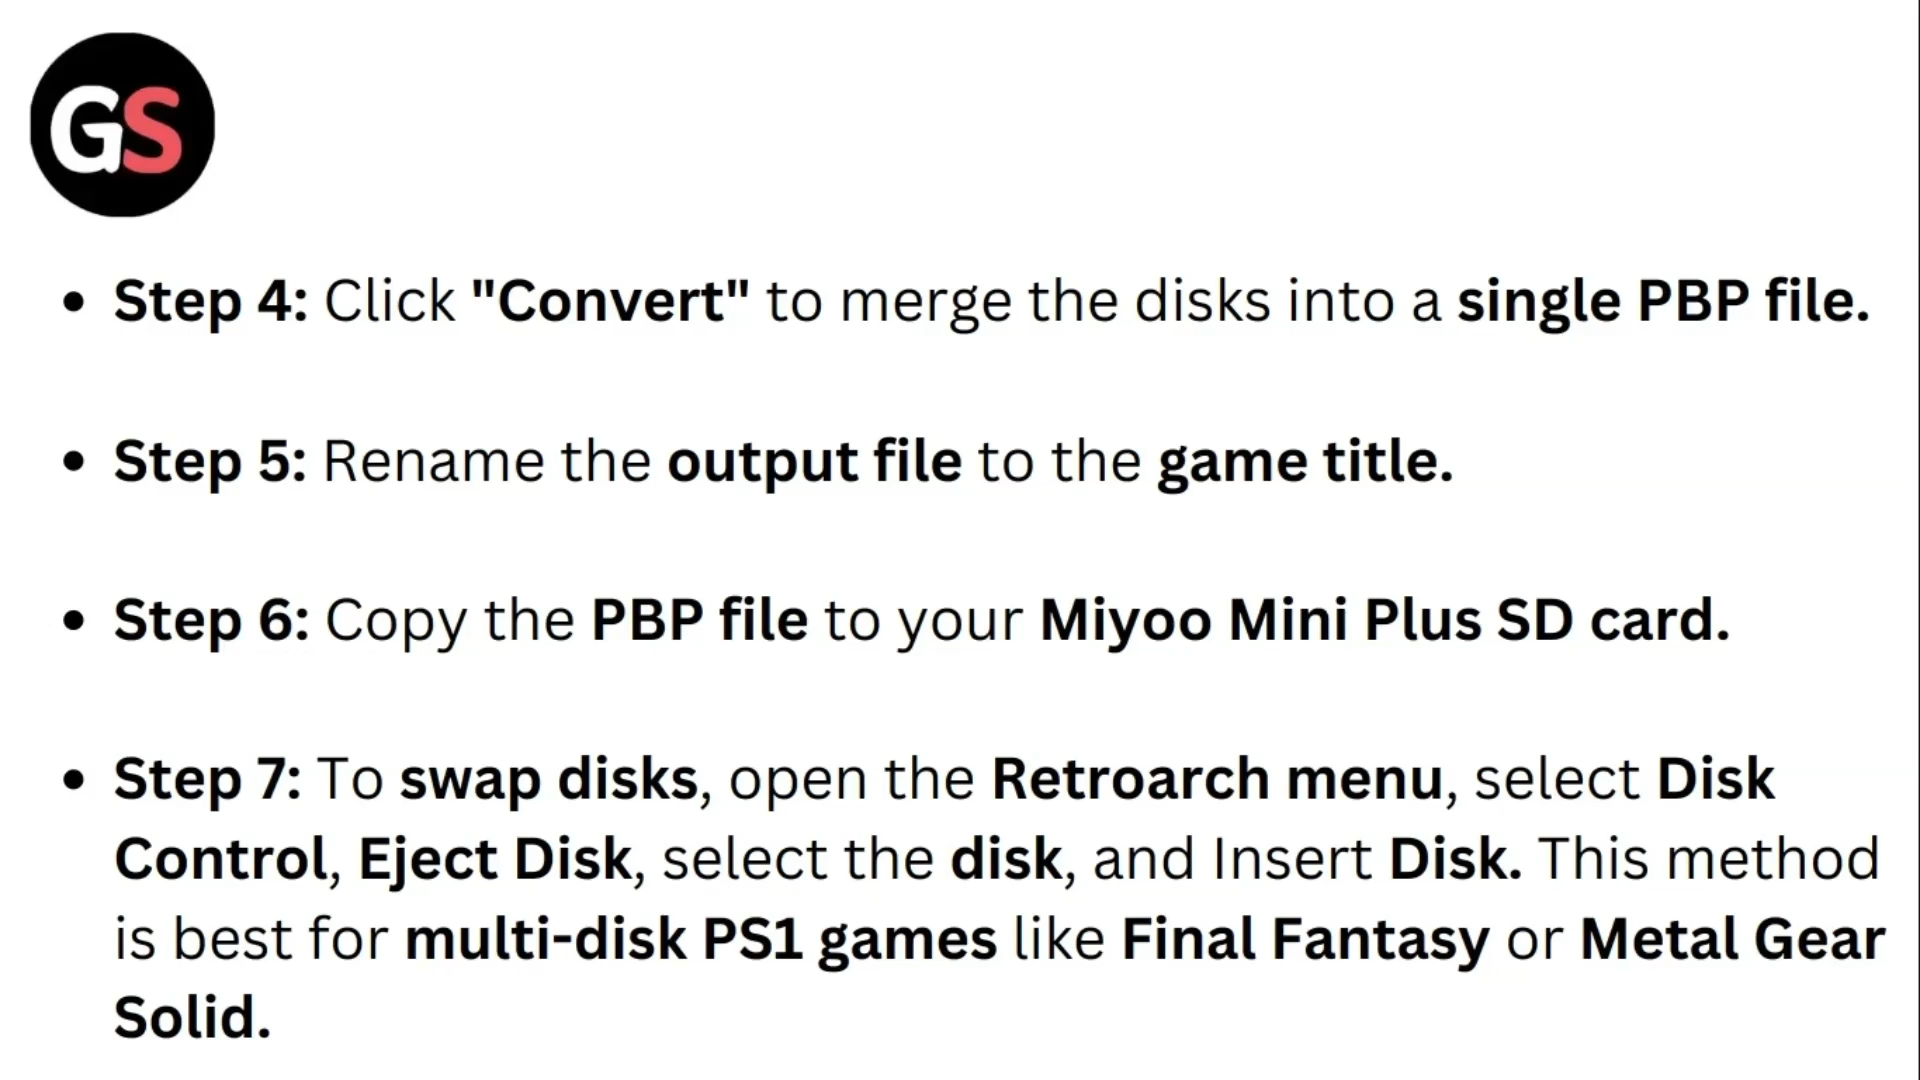 GS
• Step 4: Click "Convert" to merge the disks into a single PBP file.
• Step 5: Rename the output file to the game title.
• Step 6: Copy the PBP file to your Miyoo Mini Plus SD card.
• Step 7: To swap disks, open the Retroarch menu, select Disk
Control, Eject Disk, select the disk, and Insert Disk. This method
is best for multi-disk PS1 games like Final Fantasy or Metal Gear
Solid.